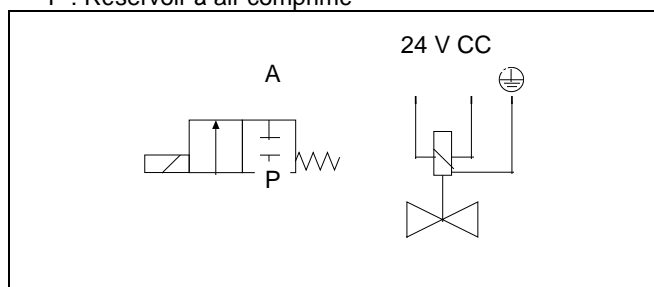 P : Réservoir à air comprimé
24 V CC
A
P